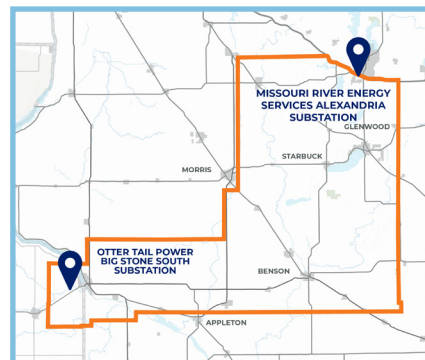 MISSOURI RIVER ENERGY
SERVICES ALEXANDRIA
SUBSTATION
GLENWOOD
STARBUCK
MORRIS
OTTER TAIL POWER
BIG STONE SOUTH
SUBSTATION
BENSON
APPLETON